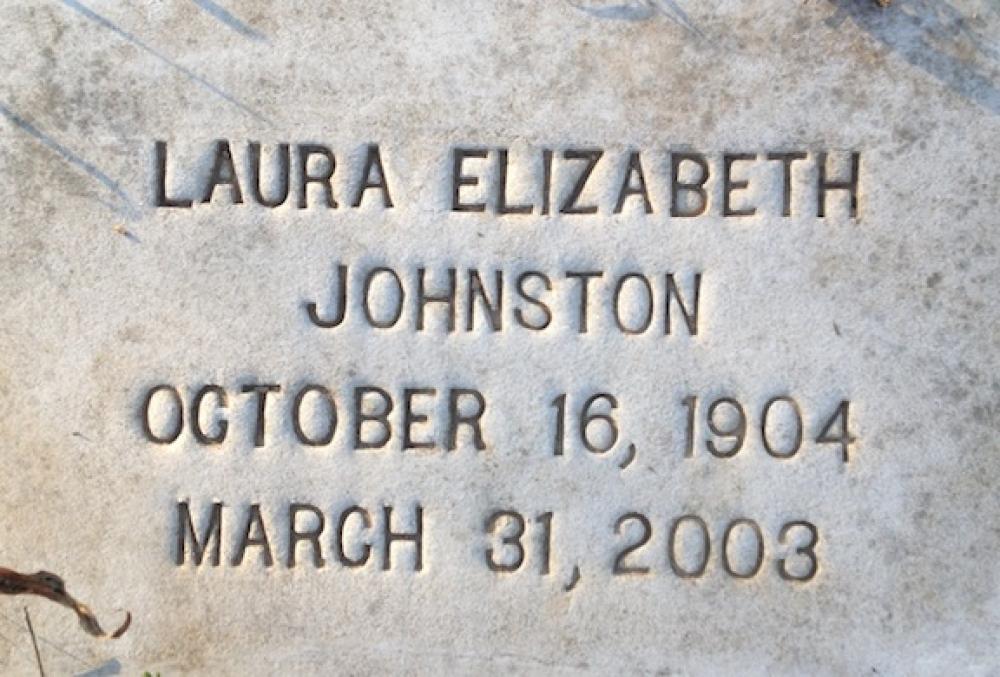 LAURA ELIZABETH
JOHNSTON
OCTOBER 16, 1904
MARCH 31, 2003